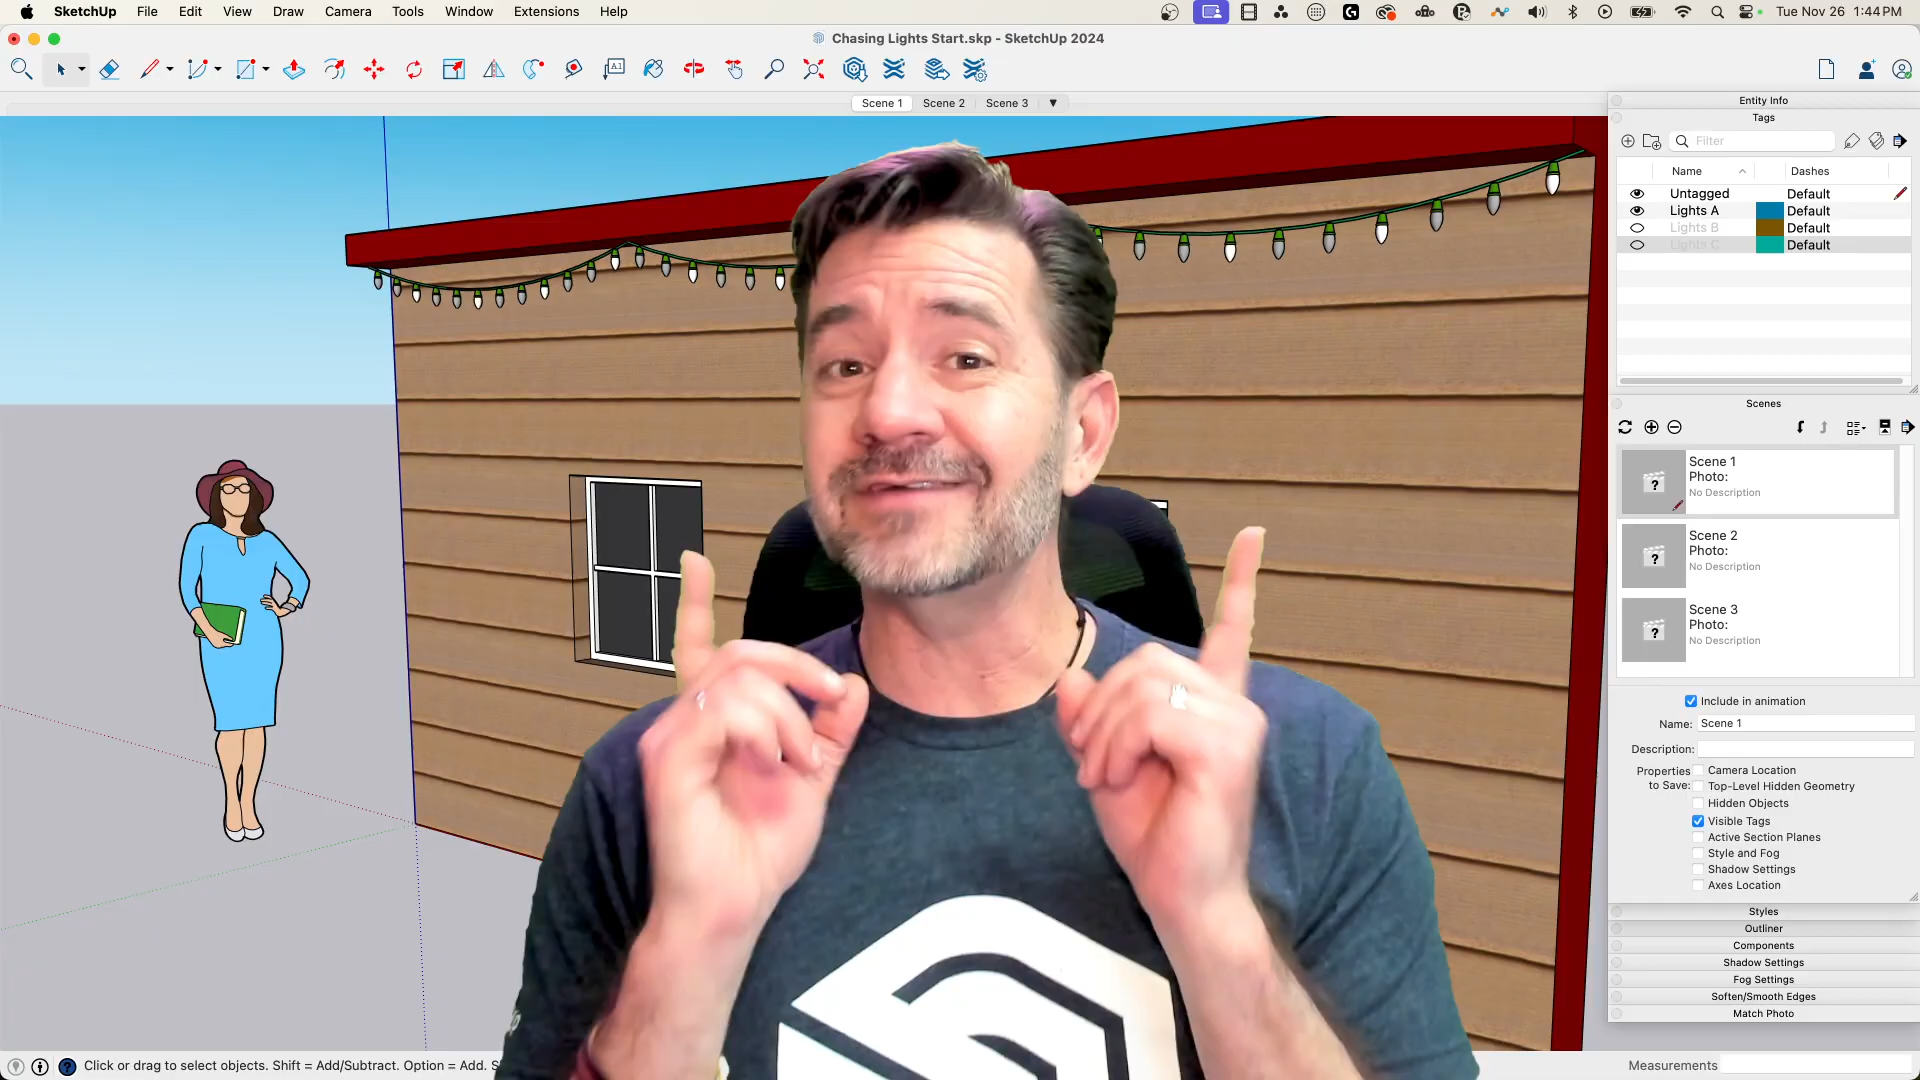 SketchUp File Edit View Draw Camera Tools Window Extensions Help
Tue Nov 26 1:44 PM
Chasing Lights Start.skp - SketchUp 2024
A1
Scene 1 Scene 2 Scene 3
Entity Info
Tags
Filter
Name Dashes
Untagged Default
Lights A Default
Lights B Default
Lights C Default
Scenes
Scene 1
Photo:
No Description
Scene 2
Photo:
No Description
Scene 3
Photo:
No Description
Include in animation
Name: Scene 1
Description:
Properties to Save:
Camera Location
Top-Level Hidden Geometry
Hidden Objects
Visible Tags
Active Section Planes
Style and Fog
Shadow Settings
Axes Location
Styles
Outliner
Components
Shadow Settings
Fog Settings
Soften/Smooth Edges
Match Photo
Click or drag to select objects. Shift = Add/Subtract. Option = Add. S
Measurements